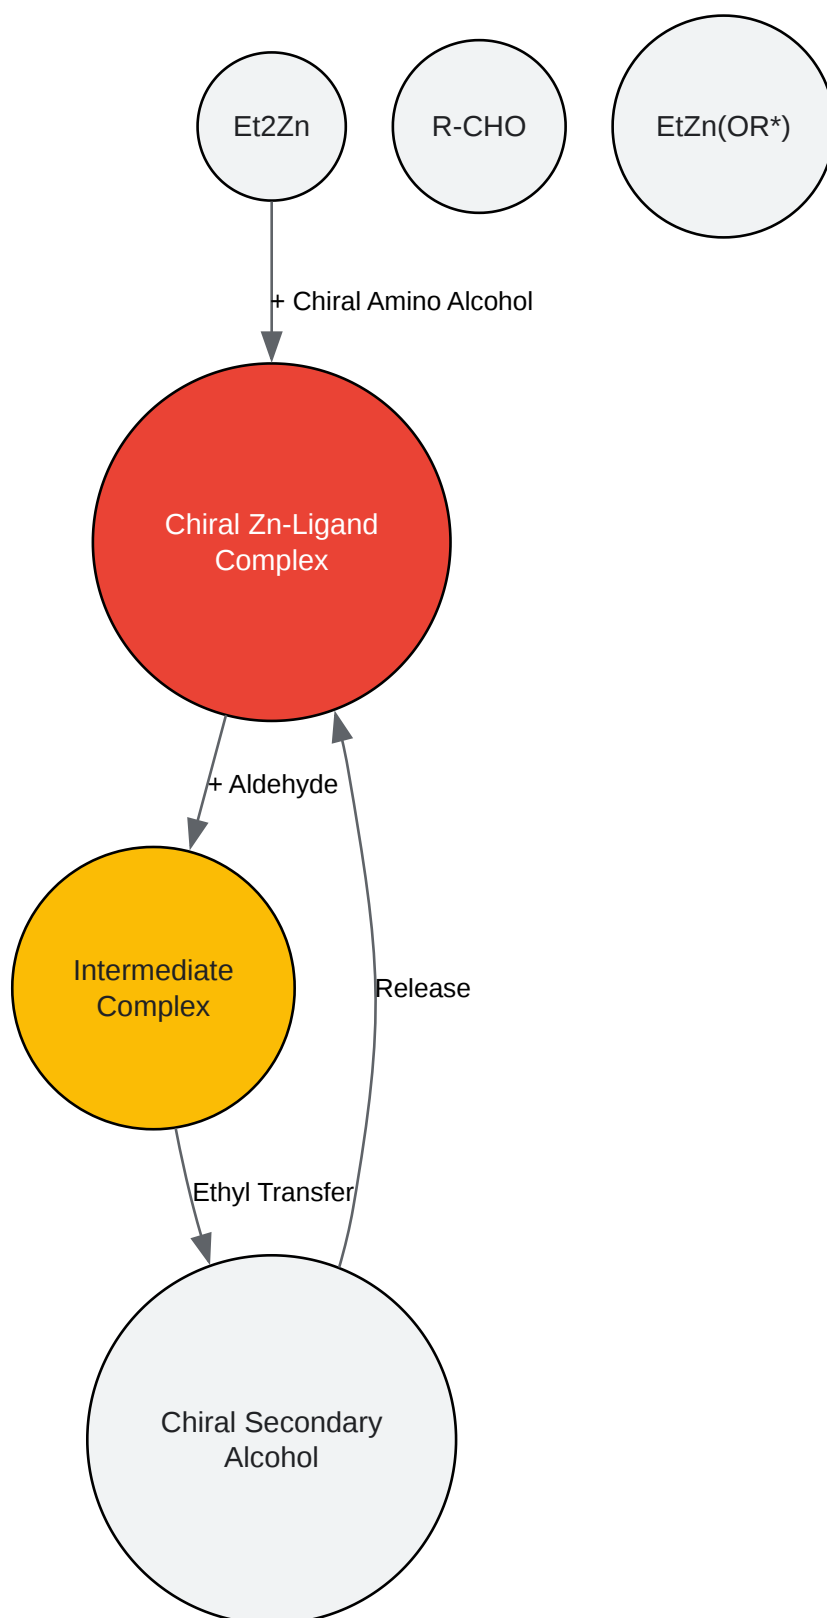 Et2Zn
R-CHO
EtZn(OR*)
+ Chiral Amino Alcohol
Chiral Zn-Ligand
Complex
+ Aldehyde
Intermediate
Complex
Release
Ethyl Transfer
Chiral Secondary
Alcohol